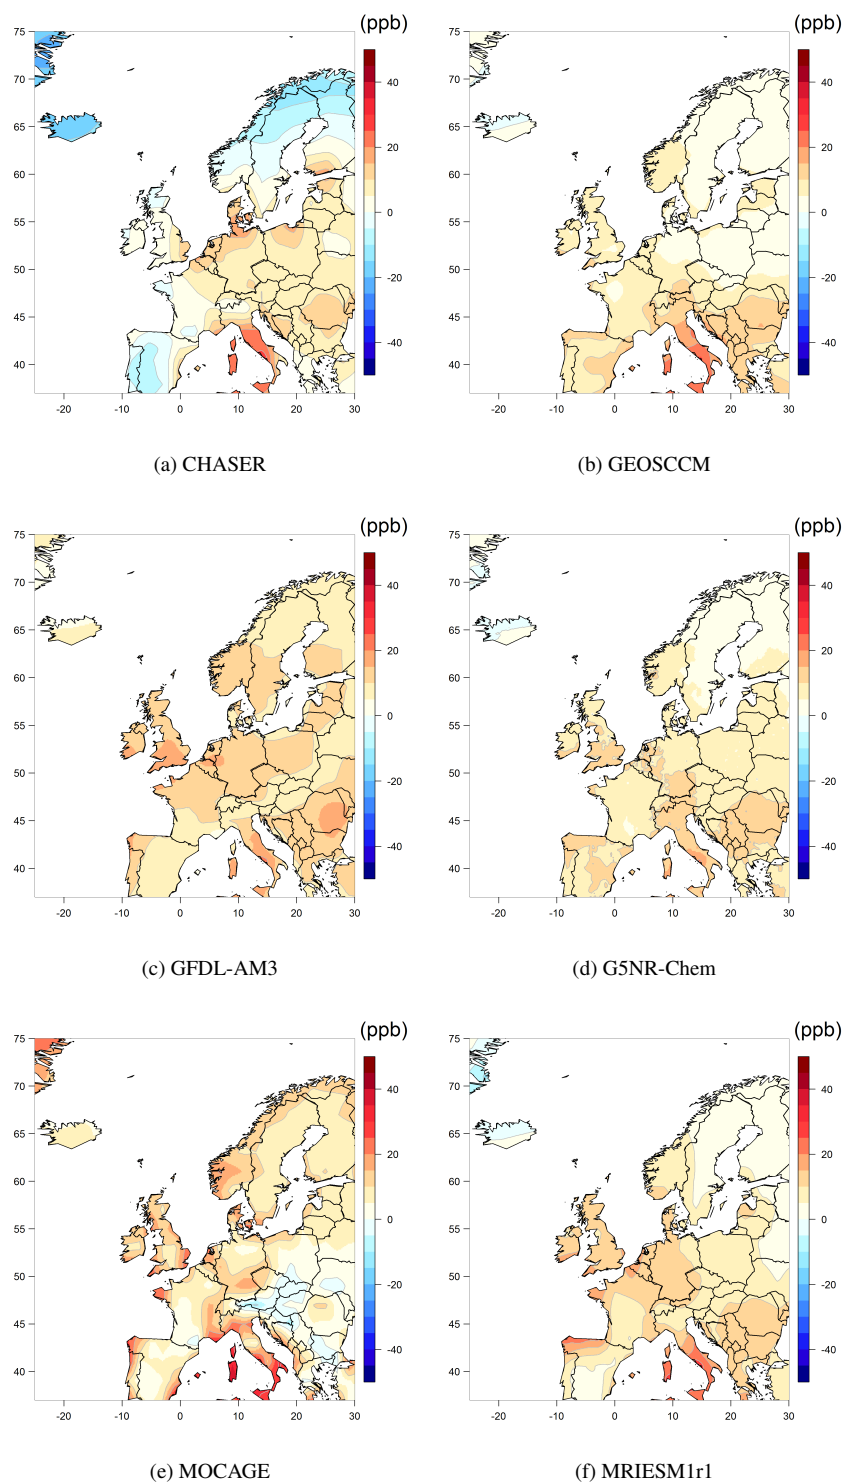 (ppb) (ppb)
75 75
70 40 70 40
65 20 65 20
60 60
55 0 55 0
50 -20 50 -20
45 45
40 -40 40 -40
-20 -10 0 10 20 30 -20 -10 0 10 20 30
(a) CHASER (b) GEOSCCM
(ppb) (ppb)
75 75
70 40 70 40
65 20 65 20
60 60
55 0 55 0
50 -20 50 -20
45 45
40 -40 40 -40
-20 -10 0 10 20 30 -20 -10 0 10 20 30
(c) GFDL-AM3 (d) G5NR-Chem
(ppb) (ppb)
75 75
70 40 70 40
65 20 65 20
60 60
55 0 55 0
50 -20 50 -20
45 45
40 -40 40 -40
-20 -10 0 10 20 30 -20 -10 0 10 20 30
(e) MOCAGE (f) MRIESM1r1